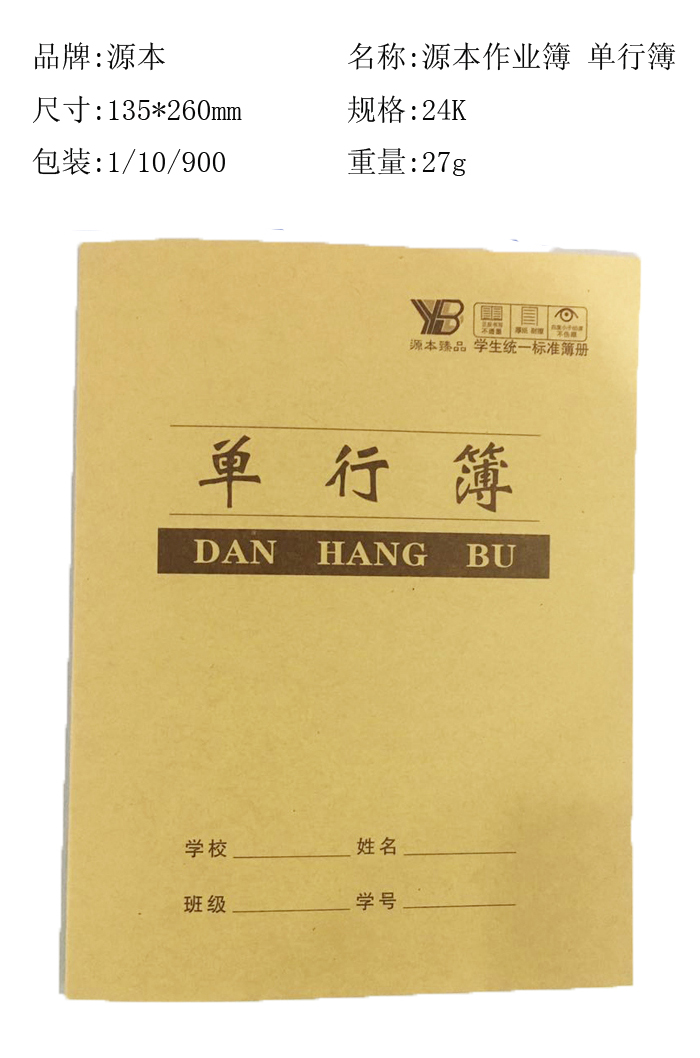 品牌:源本 名称:源本作业簿 单行簿
尺寸:135*260mm 规格:24K
包装:1/10/900 重量:27g
YB
源本臻品 学生统一标准簿册
单行簿
DAN HANG BU
学校 姓名
班级 学号